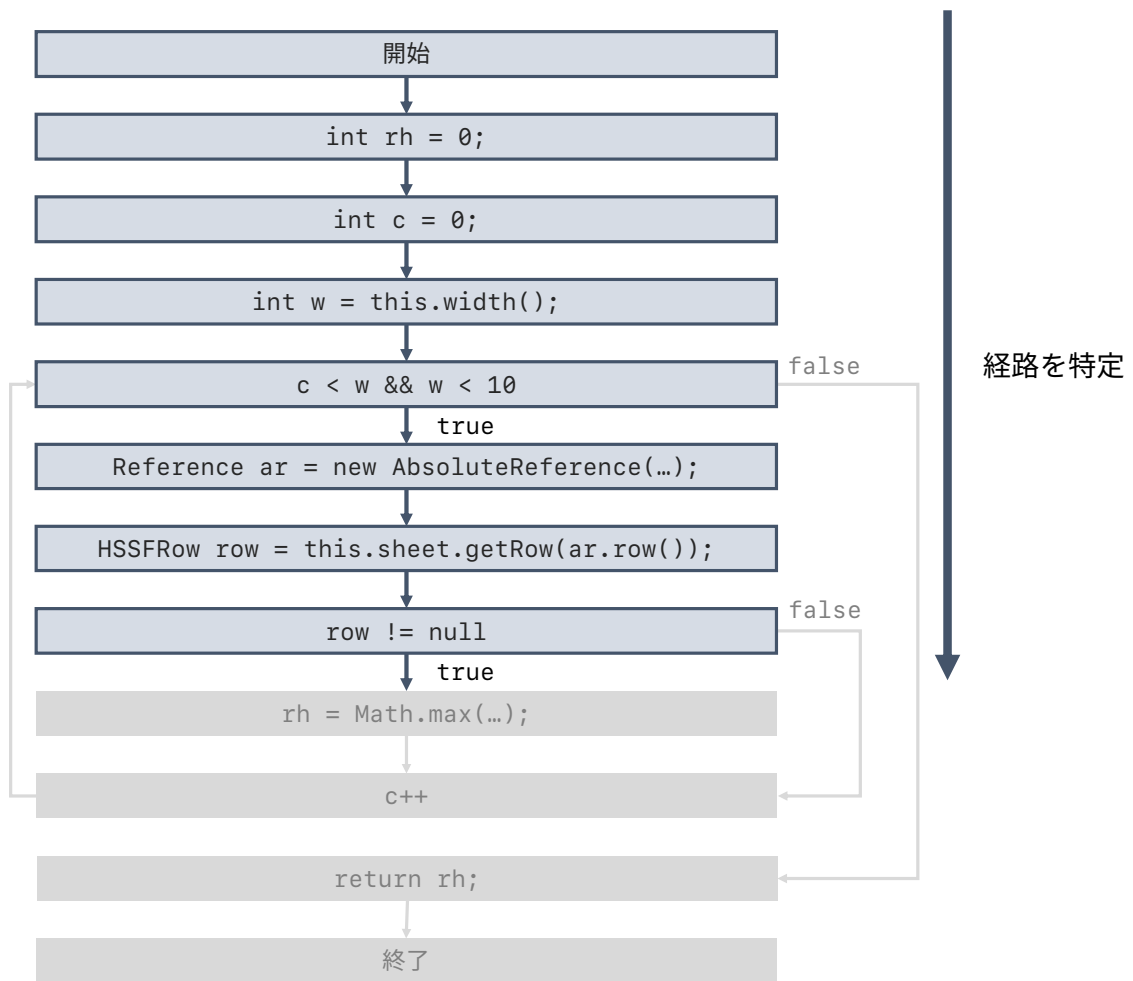 開始
int rh = 0;
int c = 0;
int w = this.width();
c < w && w < 10
false
経路を特定
true
Reference ar = new AbsoluteReference(…);
HSSFRow row = this.sheet.getRow(ar.row());
row != null
false
true
rh = Math.max(…);
c++
return rh;
終了